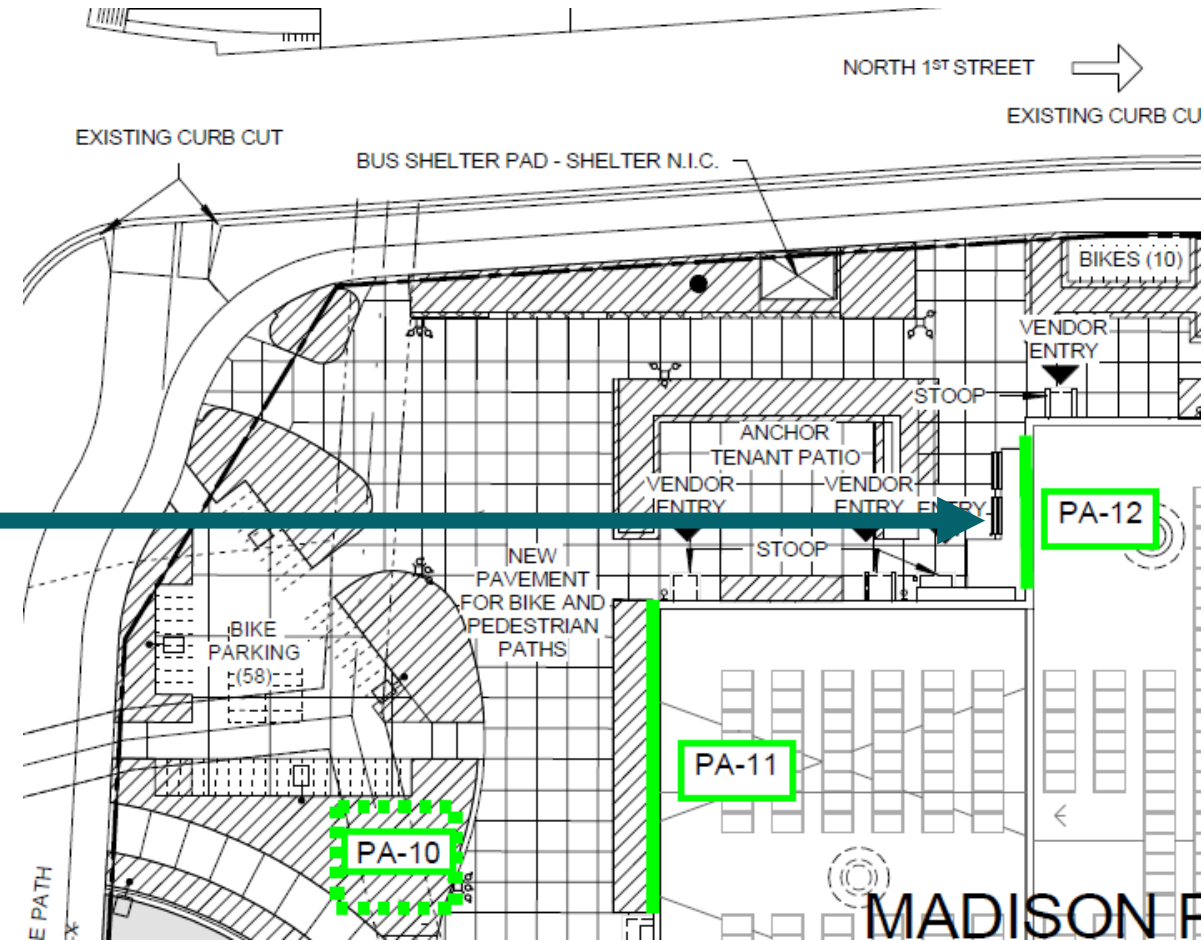 NORTH 1ST STREET
EXISTING CURB CU
EXISTING CURB CUT
BUS SHELTER PAD - SHELTER N.I.C.
BIKES (10)
VENDOR
ENTRY
STOOP
ANCHOR
TENANT PATIO
VENDOR
ENTRY
VENDOR
ENTRY
ENTRY
PA-12
STOOP
NEW
PAVEMENT
FOR BIKE AND
PEDESTRIAN
PATHS
BIKE
PARKING
(58)
PA-11
PA-10
E PATH
MADISON P